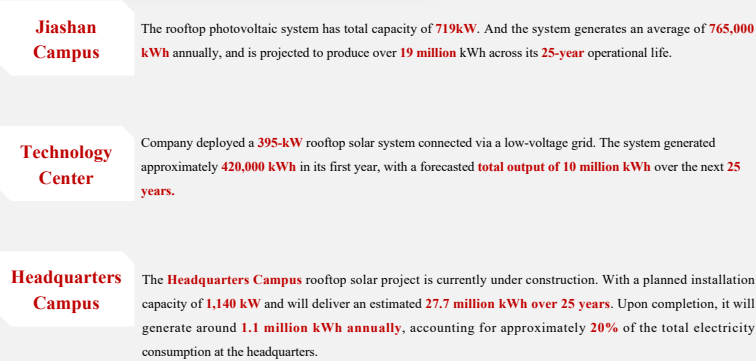 Jiashan
Campus
The rooftop photovoltaic system has total capacity of 719kW. And the system generates an average of 765,000
kWh annually, and is projected to produce over 19 million kWh across its 25-year operational life.
Technology
Center
Company deployed a 395-kW rooftop solar system connected via a low-voltage grid. The system generated
approximately 420,000 kWh in its first year, with a forecasted total output of 10 million kWh over the next 25
years.
Headquarters
Campus
The Headquarters Campus rooftop solar project is currently under construction. With a planned installation
capacity of 1,140 kW and will deliver an estimated 27.7 million kWh over 25 years. Upon completion, it will
generate around 1.1 million kWh annually, accounting for approximately 20% of the total electricity
consumption at the headquarters.